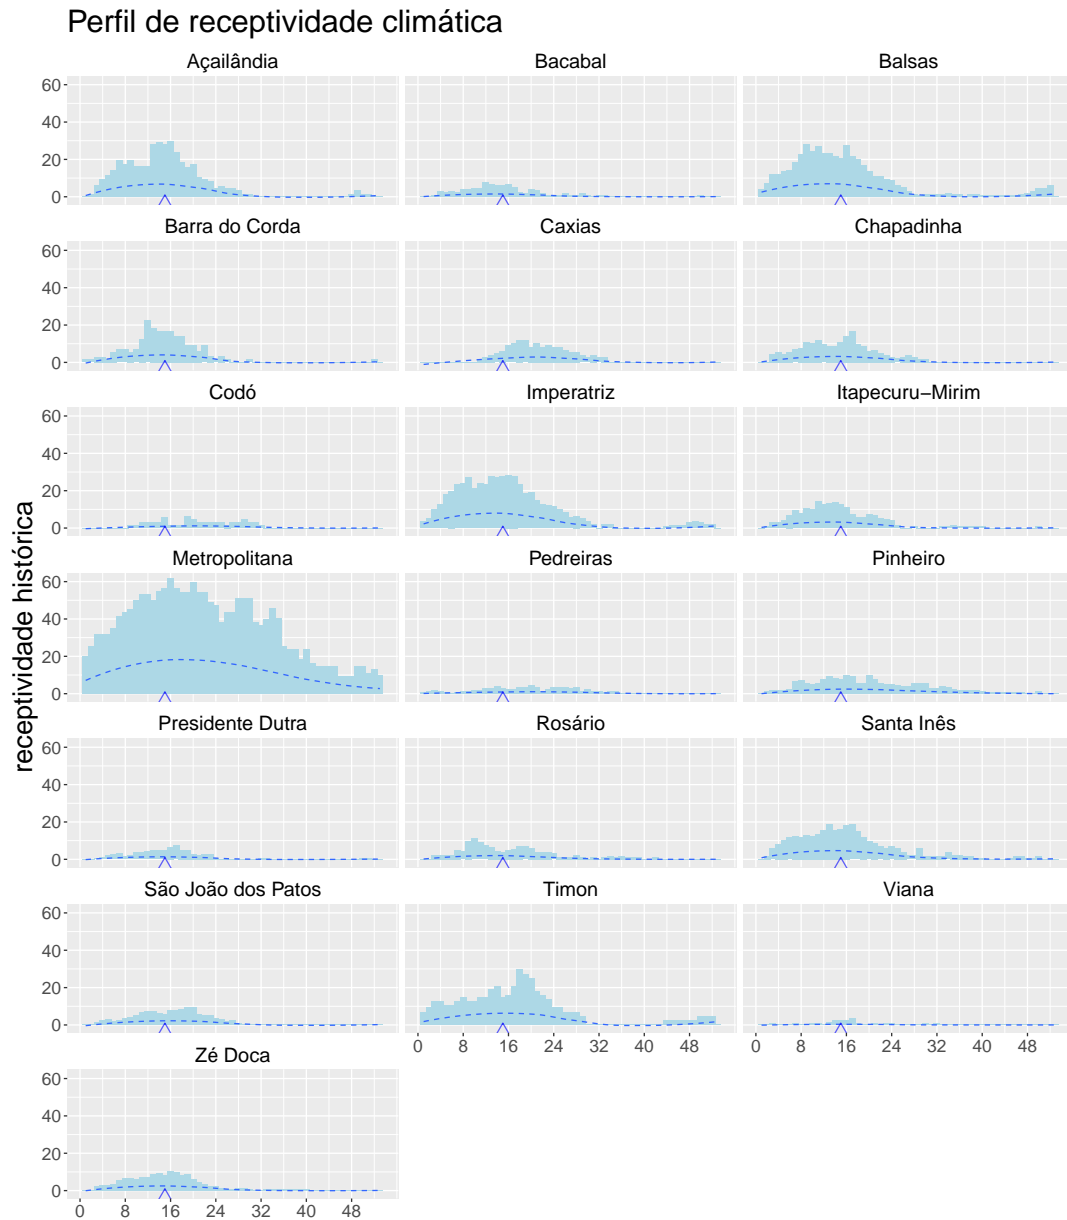 Perfil de receptividade climática
Açailândia Bacabal Balsas
60
40
20
0
Barra do Corda Caxias Chapadinha
60
40
20
0
Codó Imperatriz Itapecuru−Mirim
60
40
20
0
receptividade histórica
Metropolitana Pedreiras Pinheiro
60
40
20
0
Presidente Dutra Rosário Santa Inês
60
40
20
0
São João dos Patos Timon Viana
60
40
20
0
0 8 16 24 32 40 48 0 8 16 24 32 40 48
Zé Doca
60
40
20
0
0 8 16 24 32 40 48